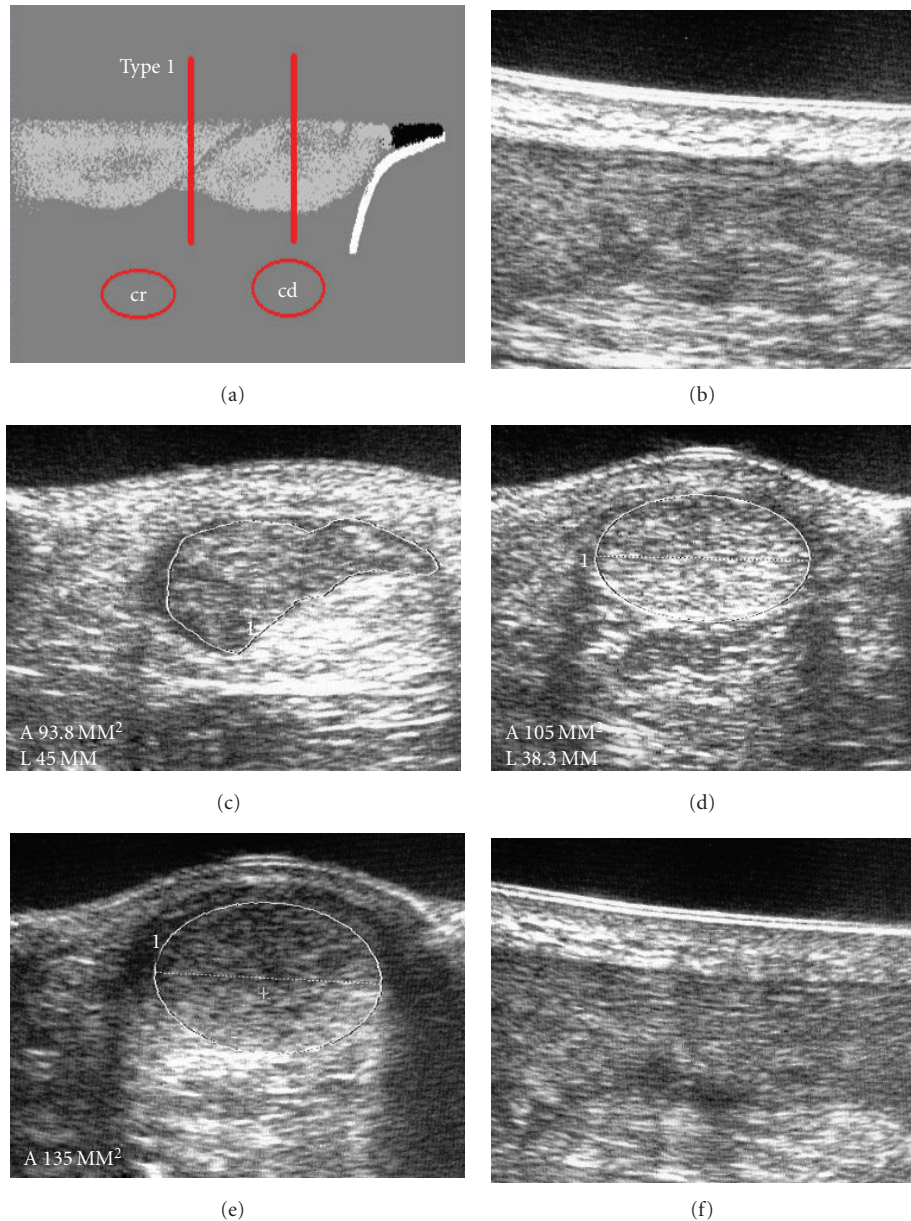 Type 1
cr
cd
(a)
(b)
1
A 93.8 MM²
L 45 MM
(c)
1
A 105 MM²
L 38.3 MM
(d)
1
A 135 MM²
(e)
(f)